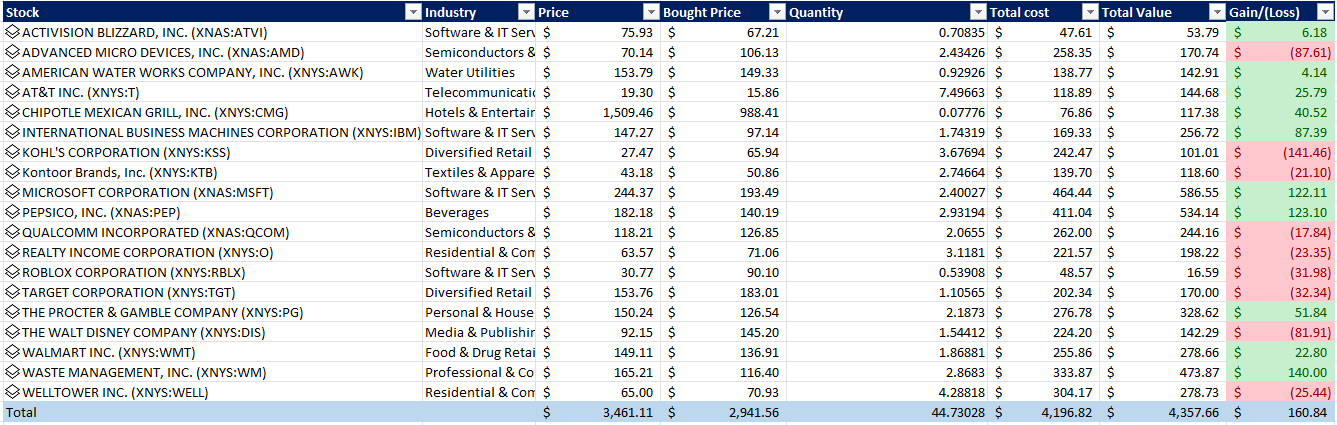 Stock Industry Price Bought Price Quantity Total cost Total Value Gain/(Loss)
ACTIVISION BLIZZARD, INC. (XNAS:ATVI) Software & IT Serv $ 75.93 $ 67.21 0.70835 $ 47.61 $ 53.79 $ 6.18
ADVANCED MICRO DEVICES, INC. (XNAS:AMD) Semiconductors & $ 70.14 $ 106.13 2.43426 $ 258.35 $ 170.74 $ (87.61)
AMERICAN WATER WORKS COMPANY, INC. (XNYS:AWK) Water Utilities $ 153.79 $ 149.33 0.92926 $ 138.77 $ 142.91 $ 4.14
AT&T INC. (XNYS:T) Telecommunicatio $ 19.30 $ 15.86 7.49663 $ 118.89 $ 144.68 $ 25.79
CHIPOTLE MEXICAN GRILL, INC. (XNYS:CMG) Hotels & Entertain $ 1,509.46 $ 988.41 0.07776 $ 76.86 $ 117.38 $ 40.52
INTERNATIONAL BUSINESS MACHINES CORPORATION (XNYS:IBM) Software & IT Serv $ 147.27 $ 97.14 1.74319 $ 169.33 $ 256.72 $ 87.39
KOHL'S CORPORATION (XNYS:KSS) Diversified Retail $ 27.47 $ 65.94 3.67694 $ 242.47 $ 101.01 $ (141.46)
Kontoor Brands, Inc. (XNYS:KTB) Textiles & Appare $ 43.18 $ 50.86 2.74664 $ 139.70 $ 118.60 $ (21.10)
MICROSOFT CORPORATION (XNAS:MSFT) Software & IT Serv $ 244.37 $ 193.49 2.40027 $ 464.44 $ 586.55 $ 122.11
PEPSICO, INC. (XNAS:PEP) Beverages $ 182.18 $ 140.19 2.93194 $ 411.04 $ 534.14 $ 123.10
QUALCOMM INCORPORATED (XNAS:QCOM) Semiconductors & $ 118.21 $ 126.85 2.0655 $ 262.00 $ 244.16 $ (17.84)
REALTY INCOME CORPORATION (XNYS:O) Residential & Com $ 63.57 $ 71.06 3.1181 $ 221.57 $ 198.22 $ (23.35)
ROBLOX CORPORATION (XNYS:RBLX) Software & IT Serv $ 30.77 $ 90.10 0.53908 $ 48.57 $ 16.59 $ (31.98)
TARGET CORPORATION (XNYS:TGT) Diversified Retail $ 153.76 $ 183.01 1.10565 $ 202.34 $ 170.00 $ (32.34)
THE PROCTER & GAMBLE COMPANY (XNYS:PG) Personal & House $ 150.24 $ 126.54 2.1873 $ 276.78 $ 328.62 $ 51.84
THE WALT DISNEY COMPANY (XNYS:DIS) Media & Publishin $ 92.15 $ 145.20 1.54412 $ 224.20 $ 142.29 $ (81.91)
WALMART INC. (XNYS:WMT) Food & Drug Retai $ 149.11 $ 136.91 1.86881 $ 255.86 $ 278.66 $ 22.80
WASTE MANAGEMENT, INC. (XNYS:WM) Professional & Co $ 165.21 $ 116.40 2.8683 $ 333.87 $ 473.87 $ 140.00
WELLTOWER INC. (XNYS:WELL) Residential & Com $ 65.00 $ 70.93 4.28818 $ 304.17 $ 278.73 $ (25.44)
Total $ 3,461.11 $ 2,941.56 44.73028 $ 4,196.82 $ 4,357.66 $ 160.84